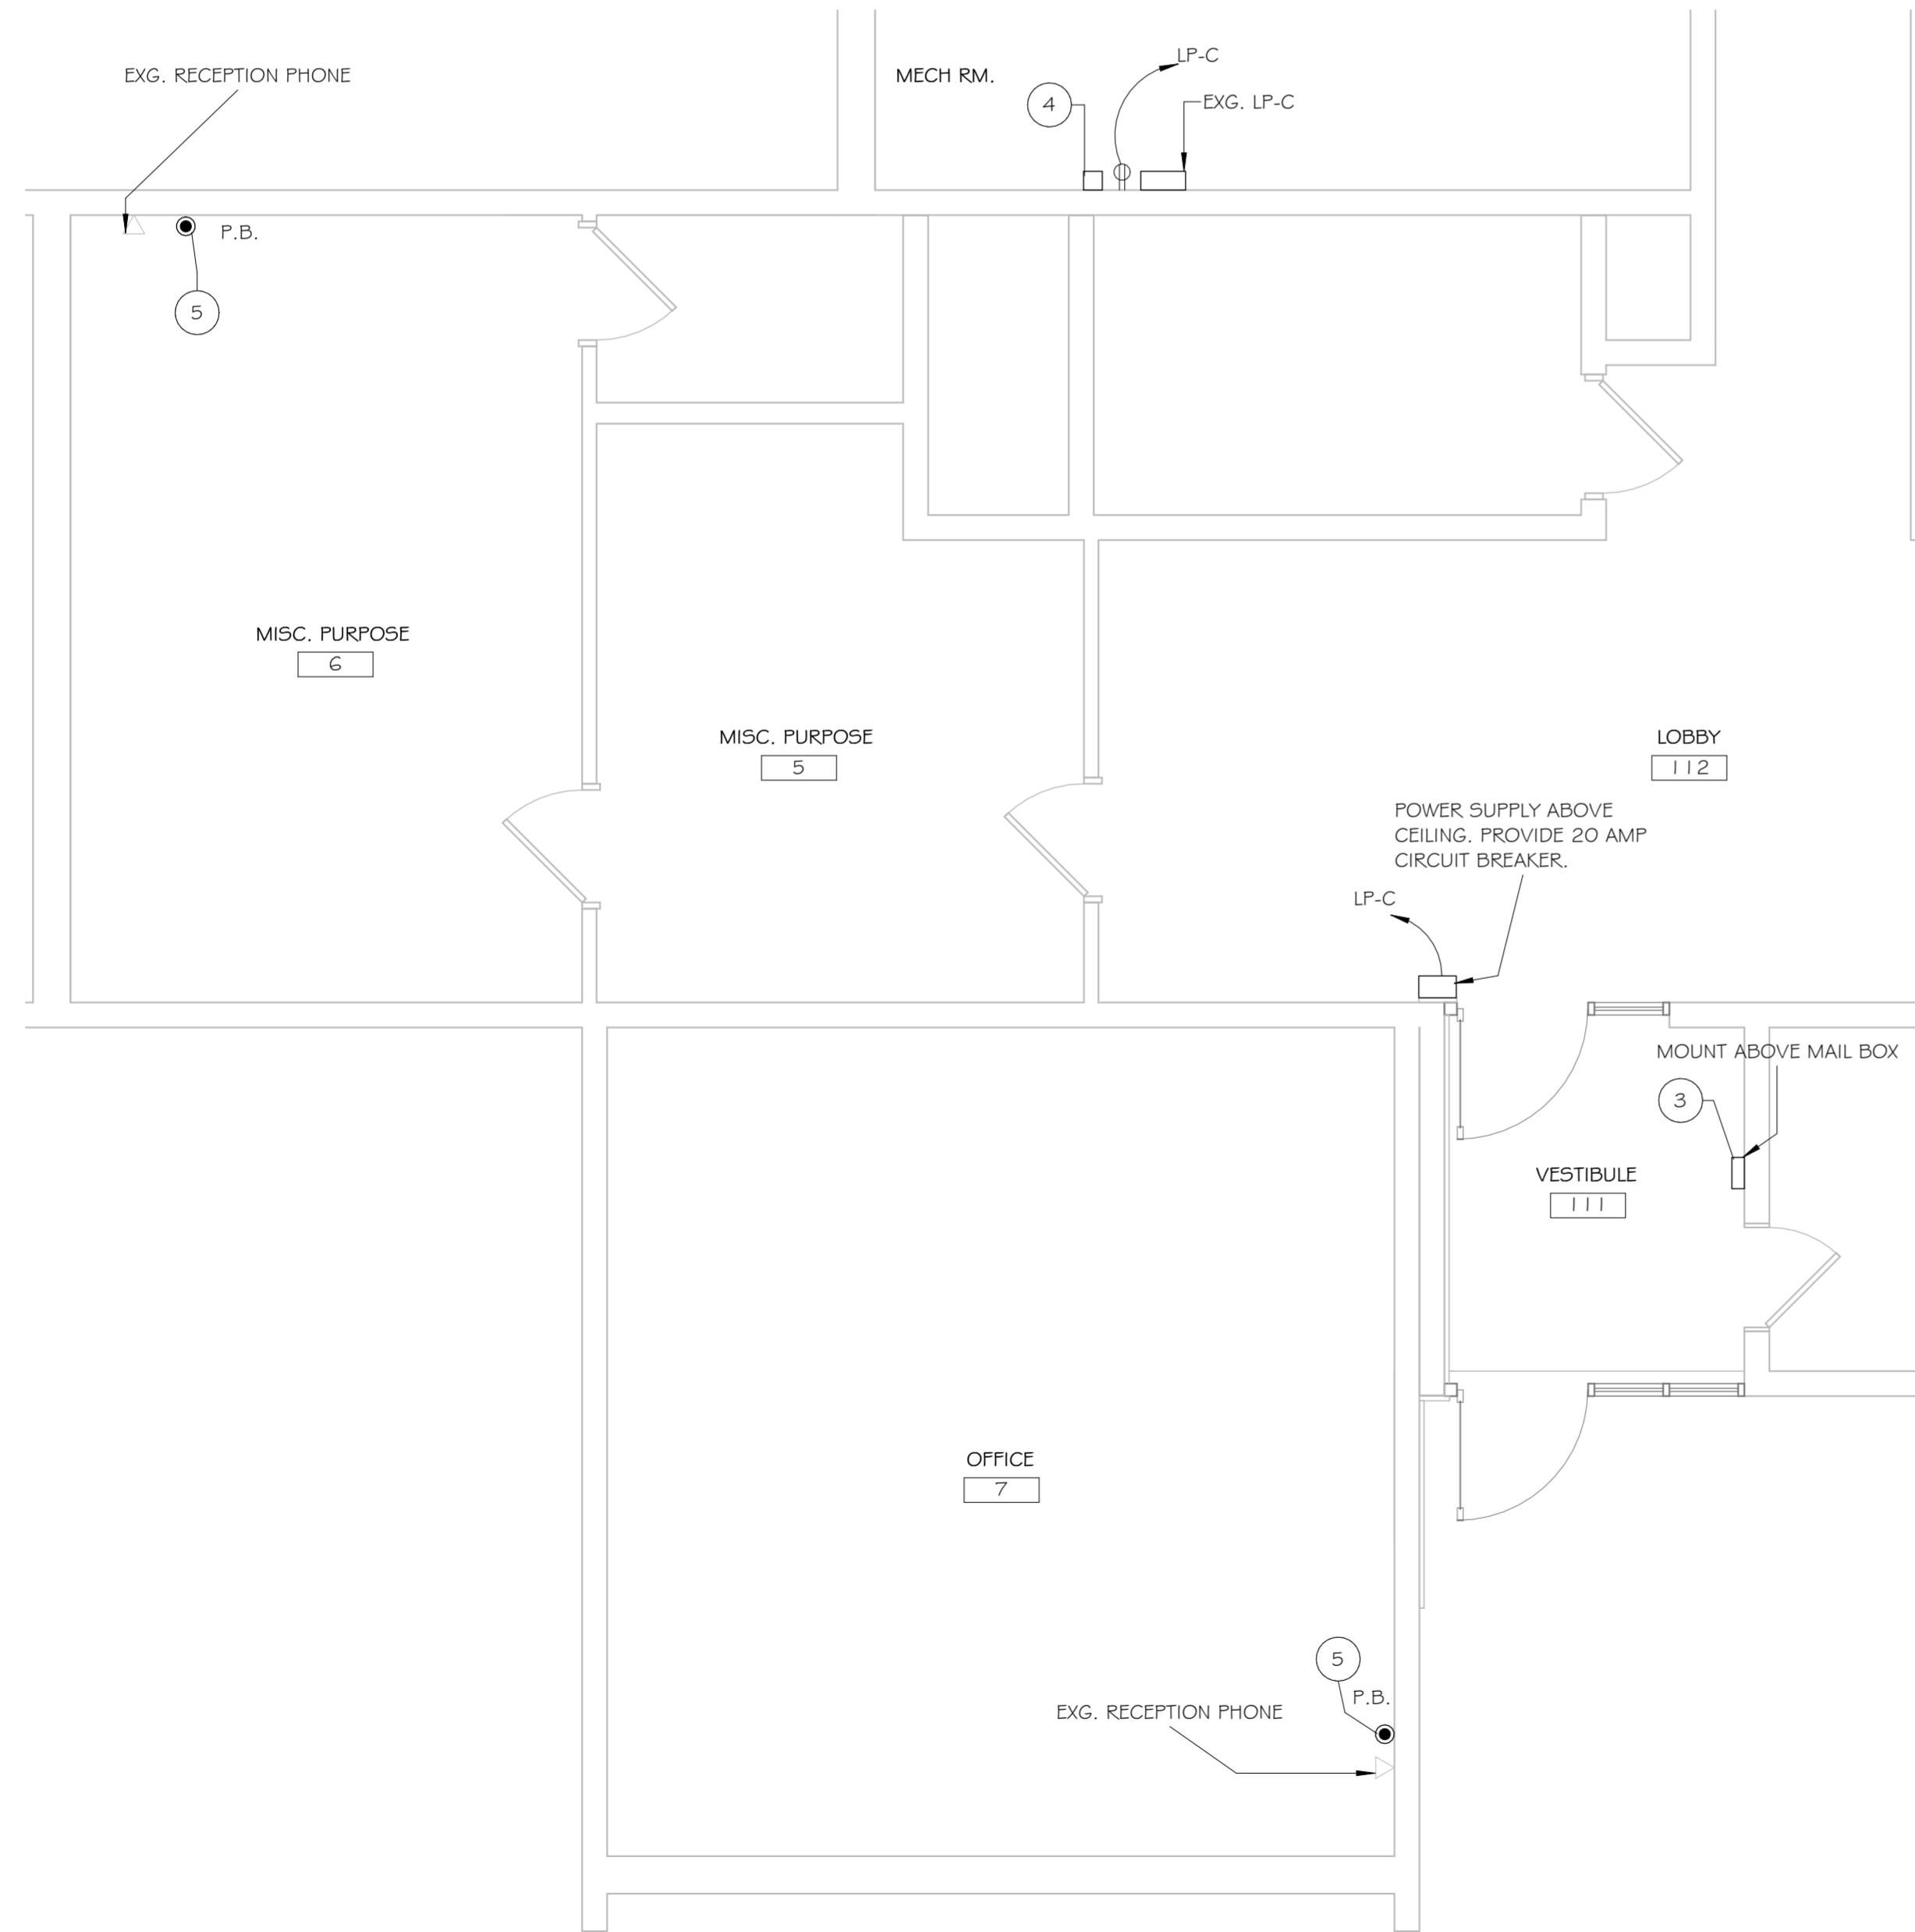 LP-C
EXG. RECEPTION PHONE
MECH RM.
4
EXG. LP-C
P.B.
5
MISC. PURPOSE
6
MISC. PURPOSE
5
LOBBY
112
POWER SUPPLY ABOVE
CEILING. PROVIDE 20 AMP
CIRCUIT BREAKER.
LP-C
MOUNT ABOVE MAIL BOX
3
VESTIBULE
111
OFFICE
7
5
P.B.
EXG. RECEPTION PHONE